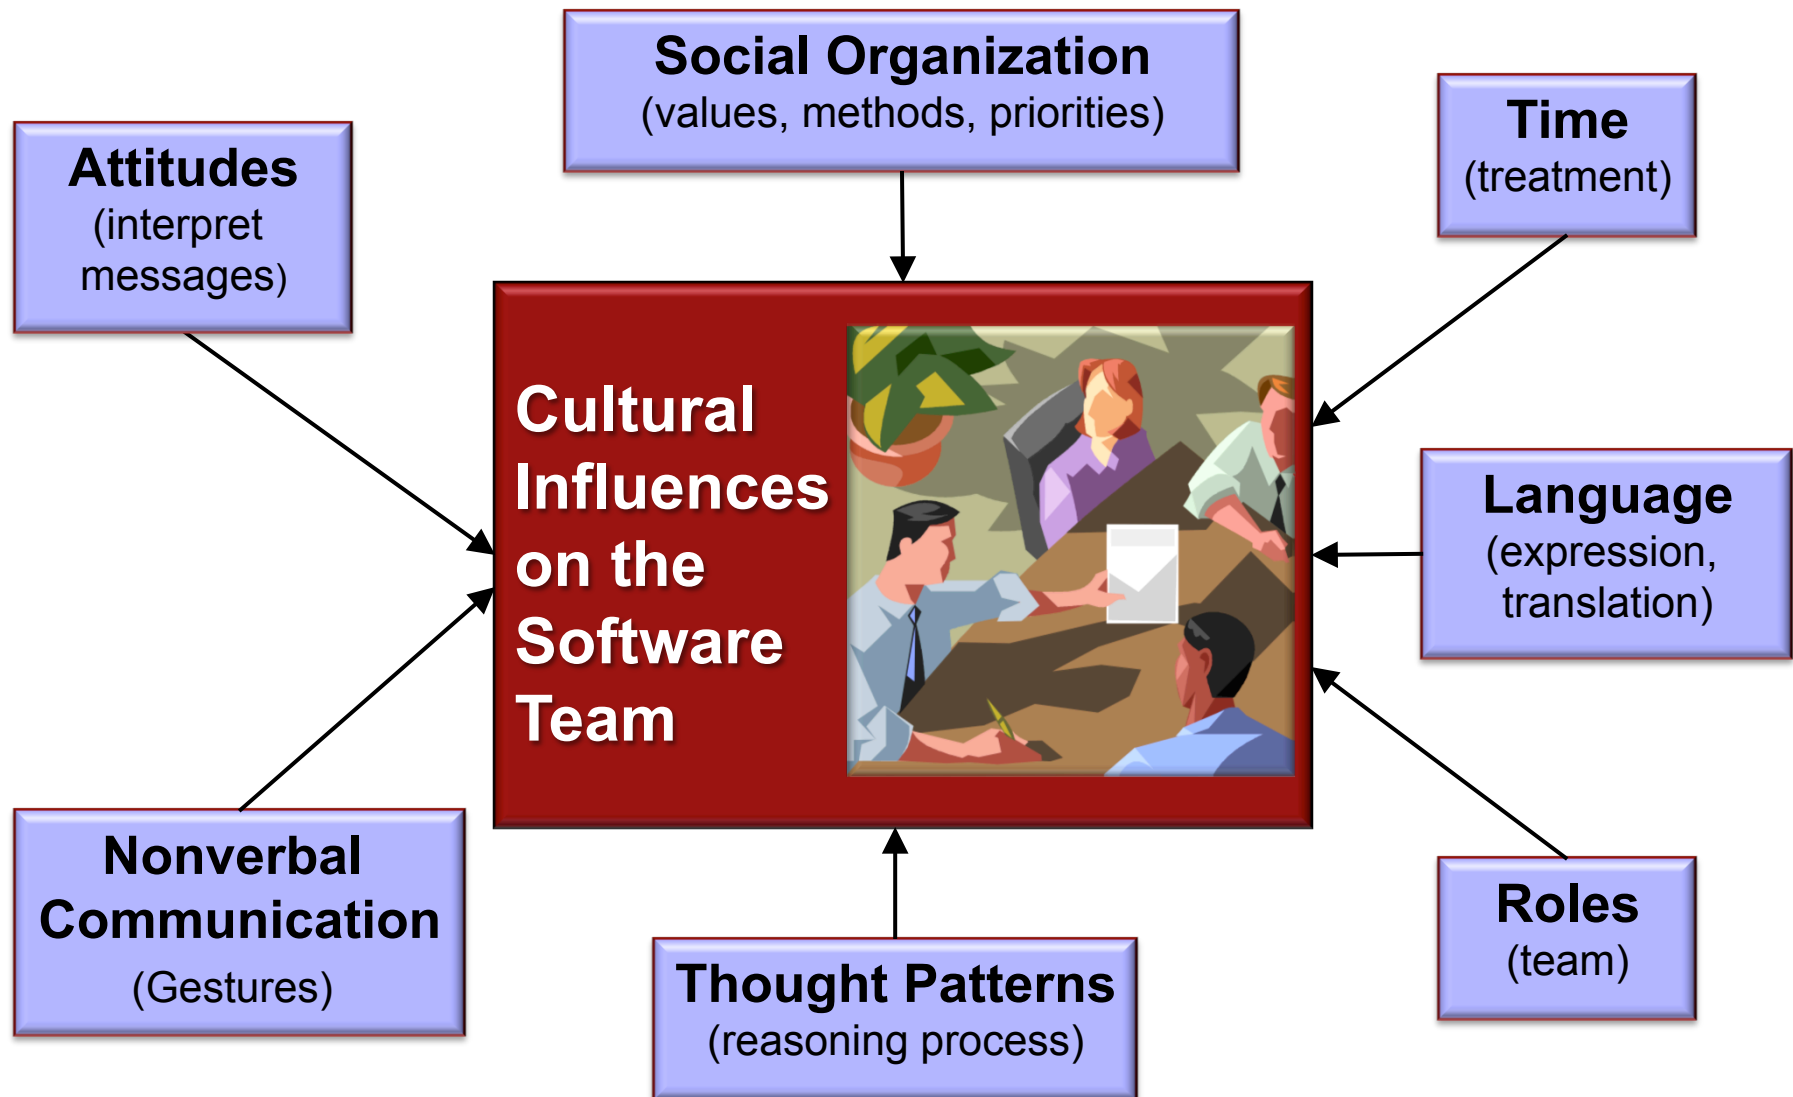 Social Organization
(values, methods, priorities)
Time
(treatment)
Attitudes
(interpret
messages)
Cultural
Influences
on the
Software
Team
Language
(expression,
translation)
Nonverbal
Communication
(Gestures)
Thought Patterns
(reasoning process)
Roles
(team)